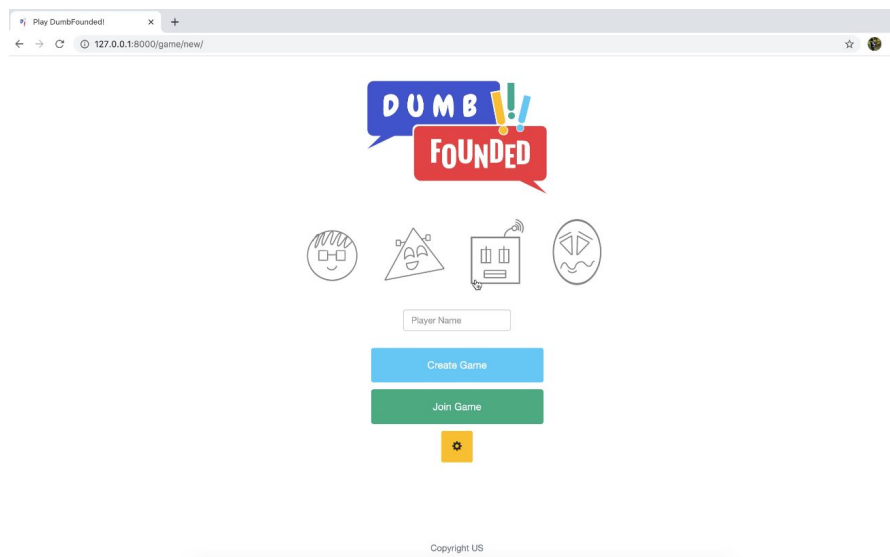 Play DumbFounded!
127.0.0.1:8000/game/new/
DUMB
FOUNDED
Player Name
Create Game
Join Game
Copyright US